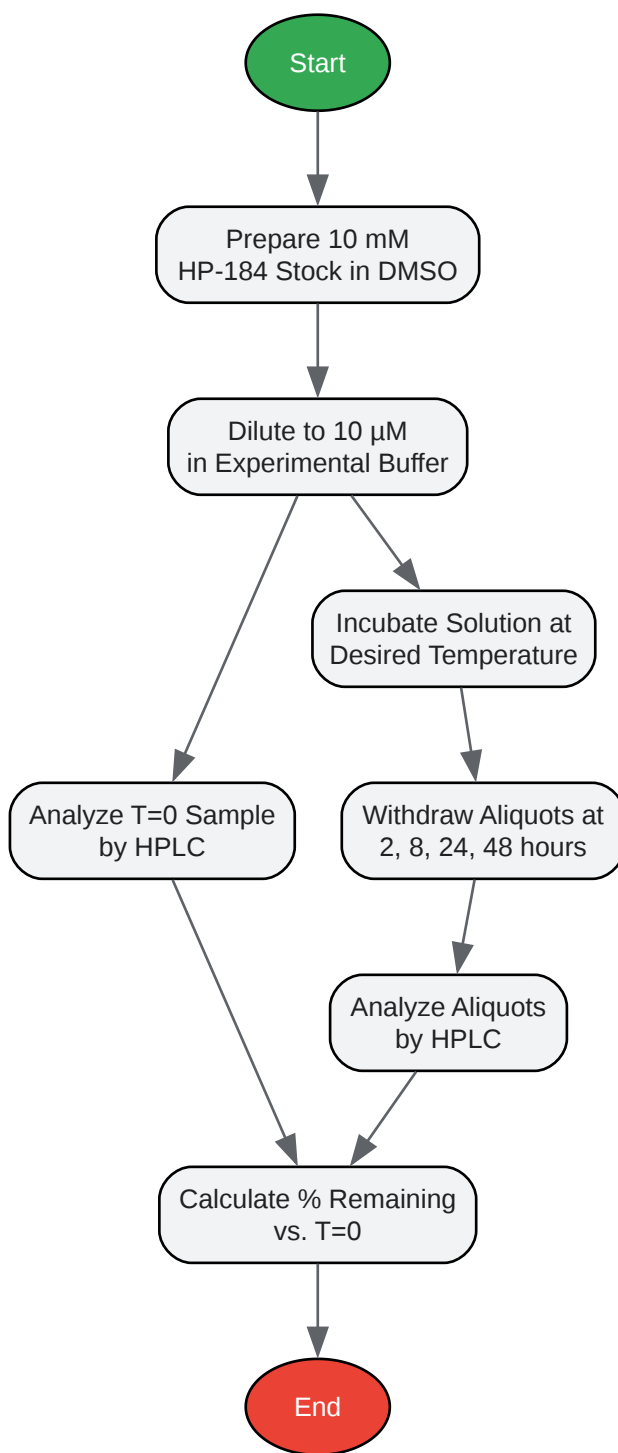 Start
Prepare 10 mM
HP-184 Stock in DMSO
Dilute to 10 µM
in Experimental Buffer
Incubate Solution at
Desired Temperature
Analyze T=0 Sample
by HPLC
Withdraw Aliquots at
2, 8, 24, 48 hours
Analyze Aliquots
by HPLC
Calculate % Remaining
vs. T=0
End